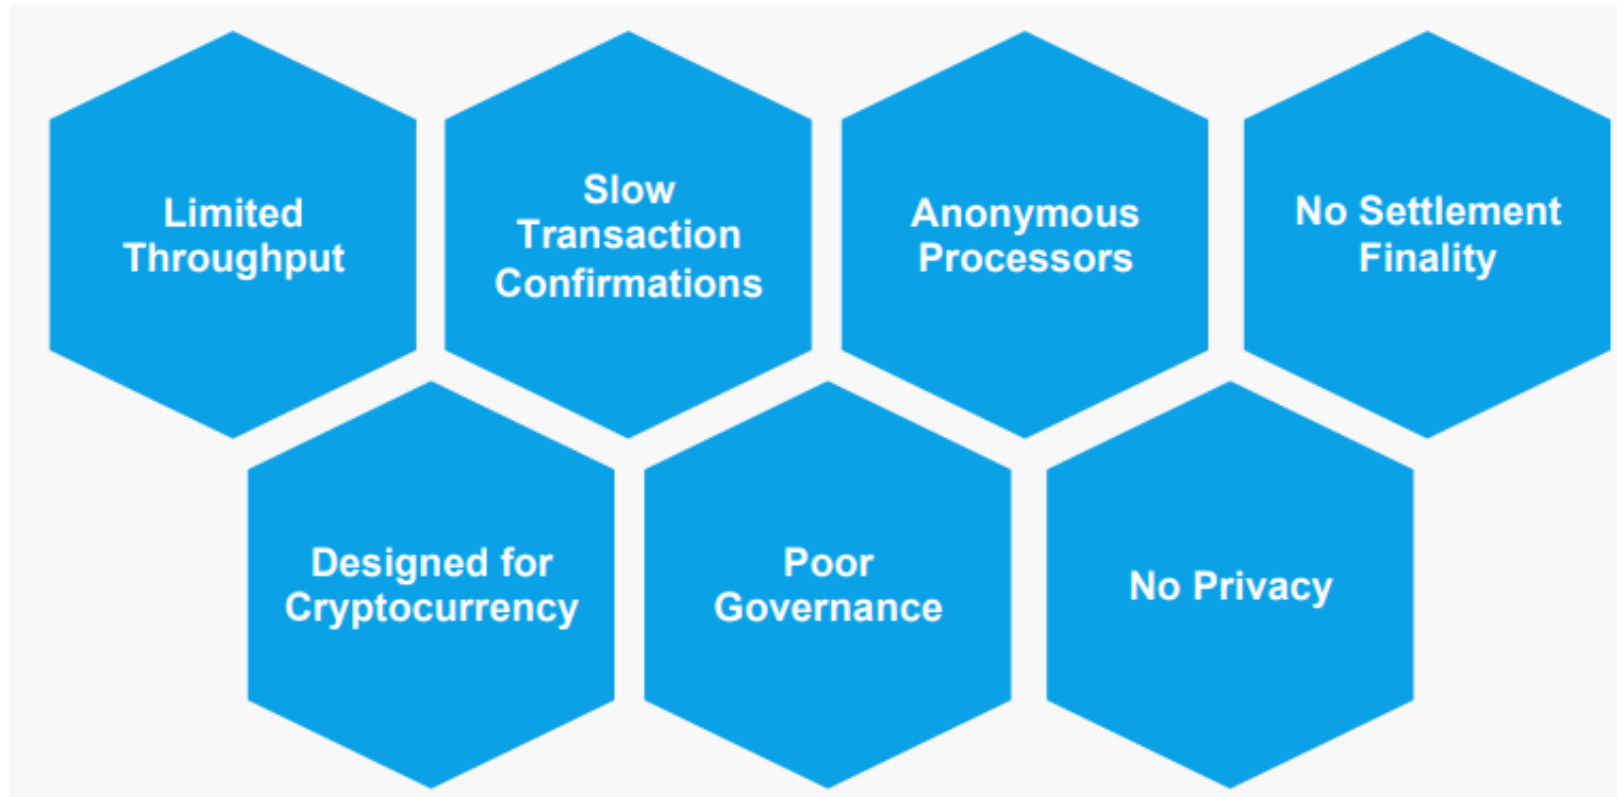 Limited
Throughput
Slow
Transaction
Confirmations
Anonymous
Processors
No Settlement
Finality
Designed for
Cryptocurrency
Poor
Governance
No Privacy